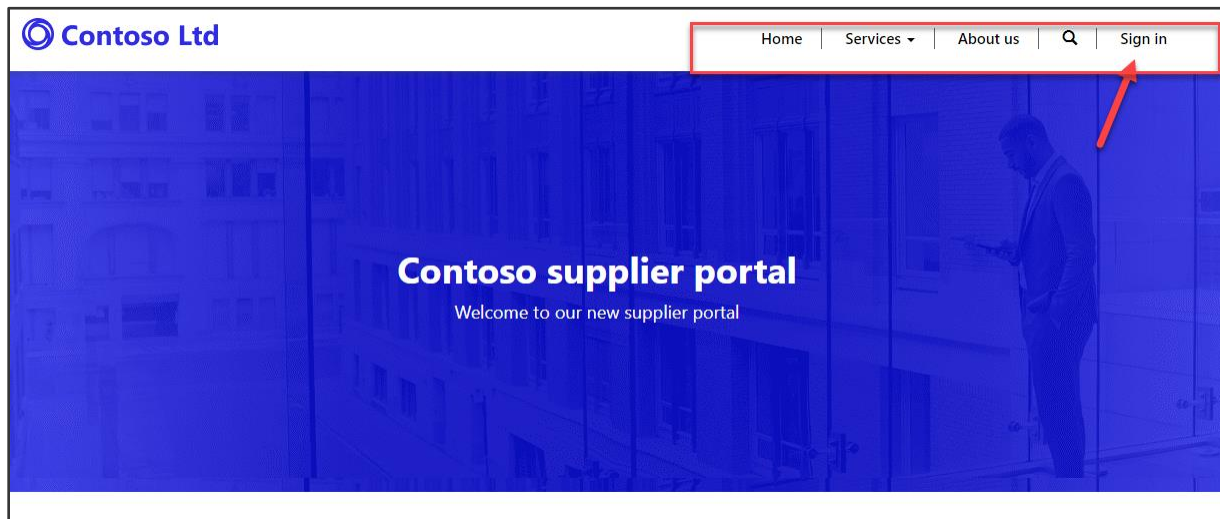 Contoso Ltd
Home Services About us Sign in
Contoso supplier portal
Welcome to our new supplier portal